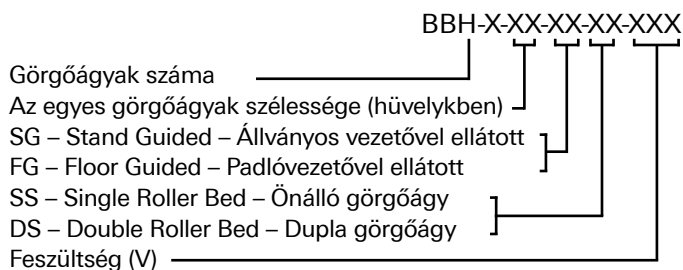 BBH-X-XX-XX-XX-XXX
Görgőágyak száma
Az egyes görgőágyak szélessége (hüvelykben)
SG – Stand Guided – Állványos vezetővel ellátott
FG – Floor Guided – Padlóvezetővel ellátott
SS – Single Roller Bed – Önálló görgőágy
DS – Double Roller Bed – Dupla görgőágy
Feszültség (V)